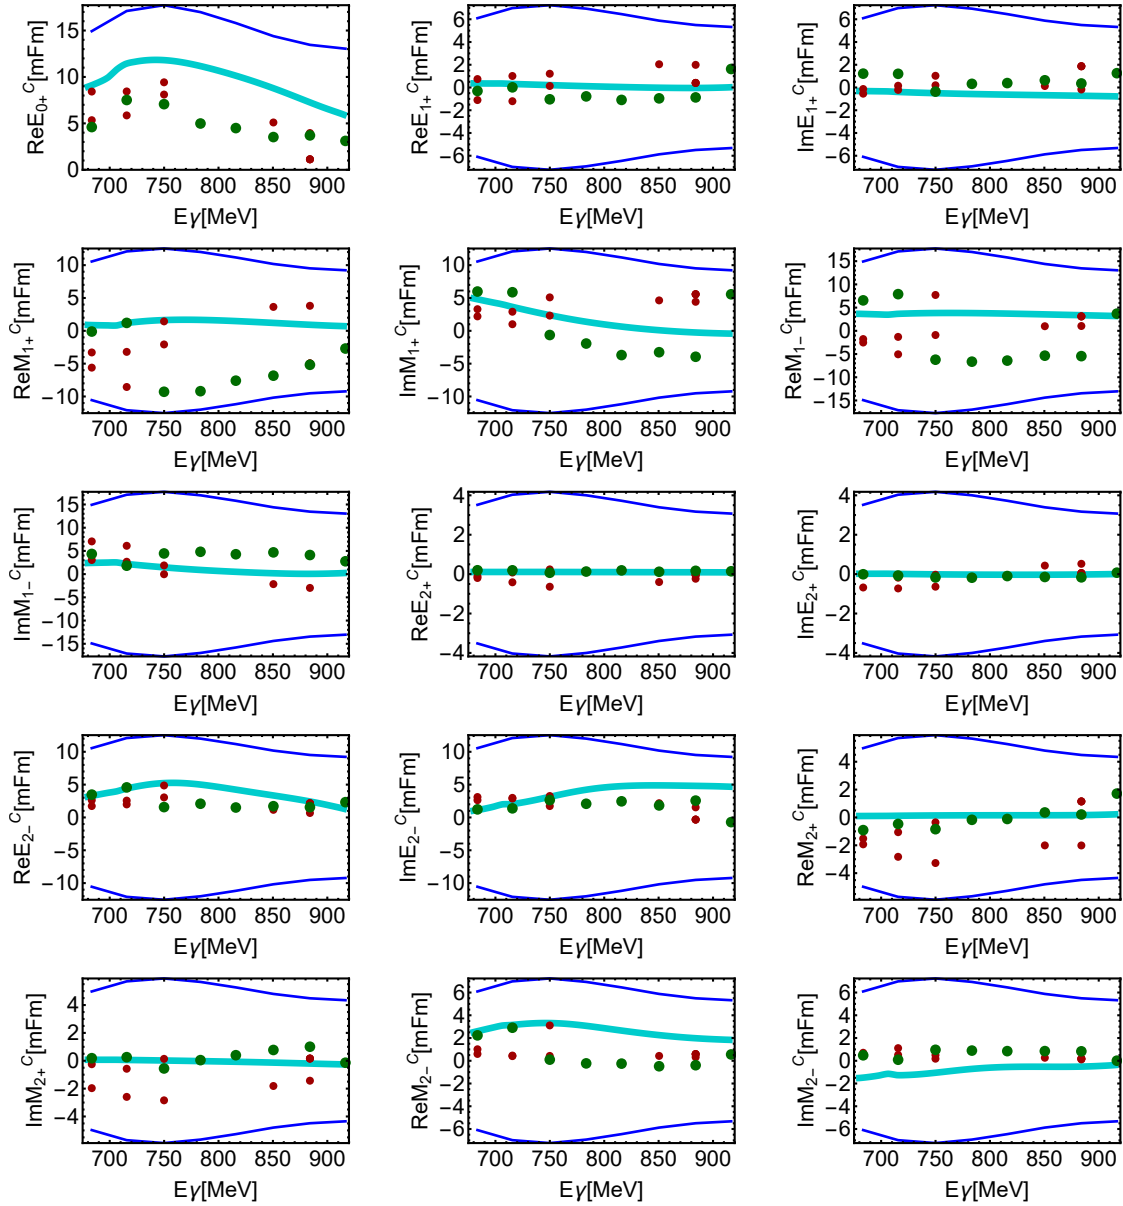 ReE₀₊ᶜ[mFm]
15
10
5
0
700 750 800 850 900
Eγ[MeV]
ReE₁₊ᶜ[mFm]
6
4
2
0
−2
−4
−6
700 750 800 850 900
Eγ[MeV]
ImE₁₊ᶜ[mFm]
6
4
2
0
−2
−4
−6
700 750 800 850 900
Eγ[MeV]
ReM₁₊ᶜ[mFm]
10
5
0
−5
−10
700 750 800 850 900
Eγ[MeV]
ImM₁₊ᶜ[mFm]
10
5
0
−5
−10
700 750 800 850 900
Eγ[MeV]
ReM₁₋ᶜ[mFm]
15
10
5
0
−5
−10
−15
700 750 800 850 900
Eγ[MeV]
ImM₁₋ᶜ[mFm]
15
10
5
0
−5
−10
−15
700 750 800 850 900
Eγ[MeV]
ReE₂₊ᶜ[mFm]
4
2
0
−2
−4
700 750 800 850 900
Eγ[MeV]
ImE₂₊ᶜ[mFm]
4
2
0
−2
−4
700 750 800 850 900
Eγ[MeV]
ReE₂₋ᶜ[mFm]
10
5
0
−5
−10
700 750 800 850 900
Eγ[MeV]
ImE₂₋ᶜ[mFm]
10
5
0
−5
−10
700 750 800 850 900
Eγ[MeV]
ReM₂₊ᶜ[mFm]
4
2
0
−2
−4
700 750 800 850 900
Eγ[MeV]
ImM₂₊ᶜ[mFm]
4
2
0
−2
−4
700 750 800 850 900
Eγ[MeV]
ReM₂₋ᶜ[mFm]
6
4
2
0
−2
−4
−6
700 750 800 850 900
Eγ[MeV]
ImM₂₋ᶜ[mFm]
6
4
2
0
−2
−4
−6
700 750 800 850 900
Eγ[MeV]